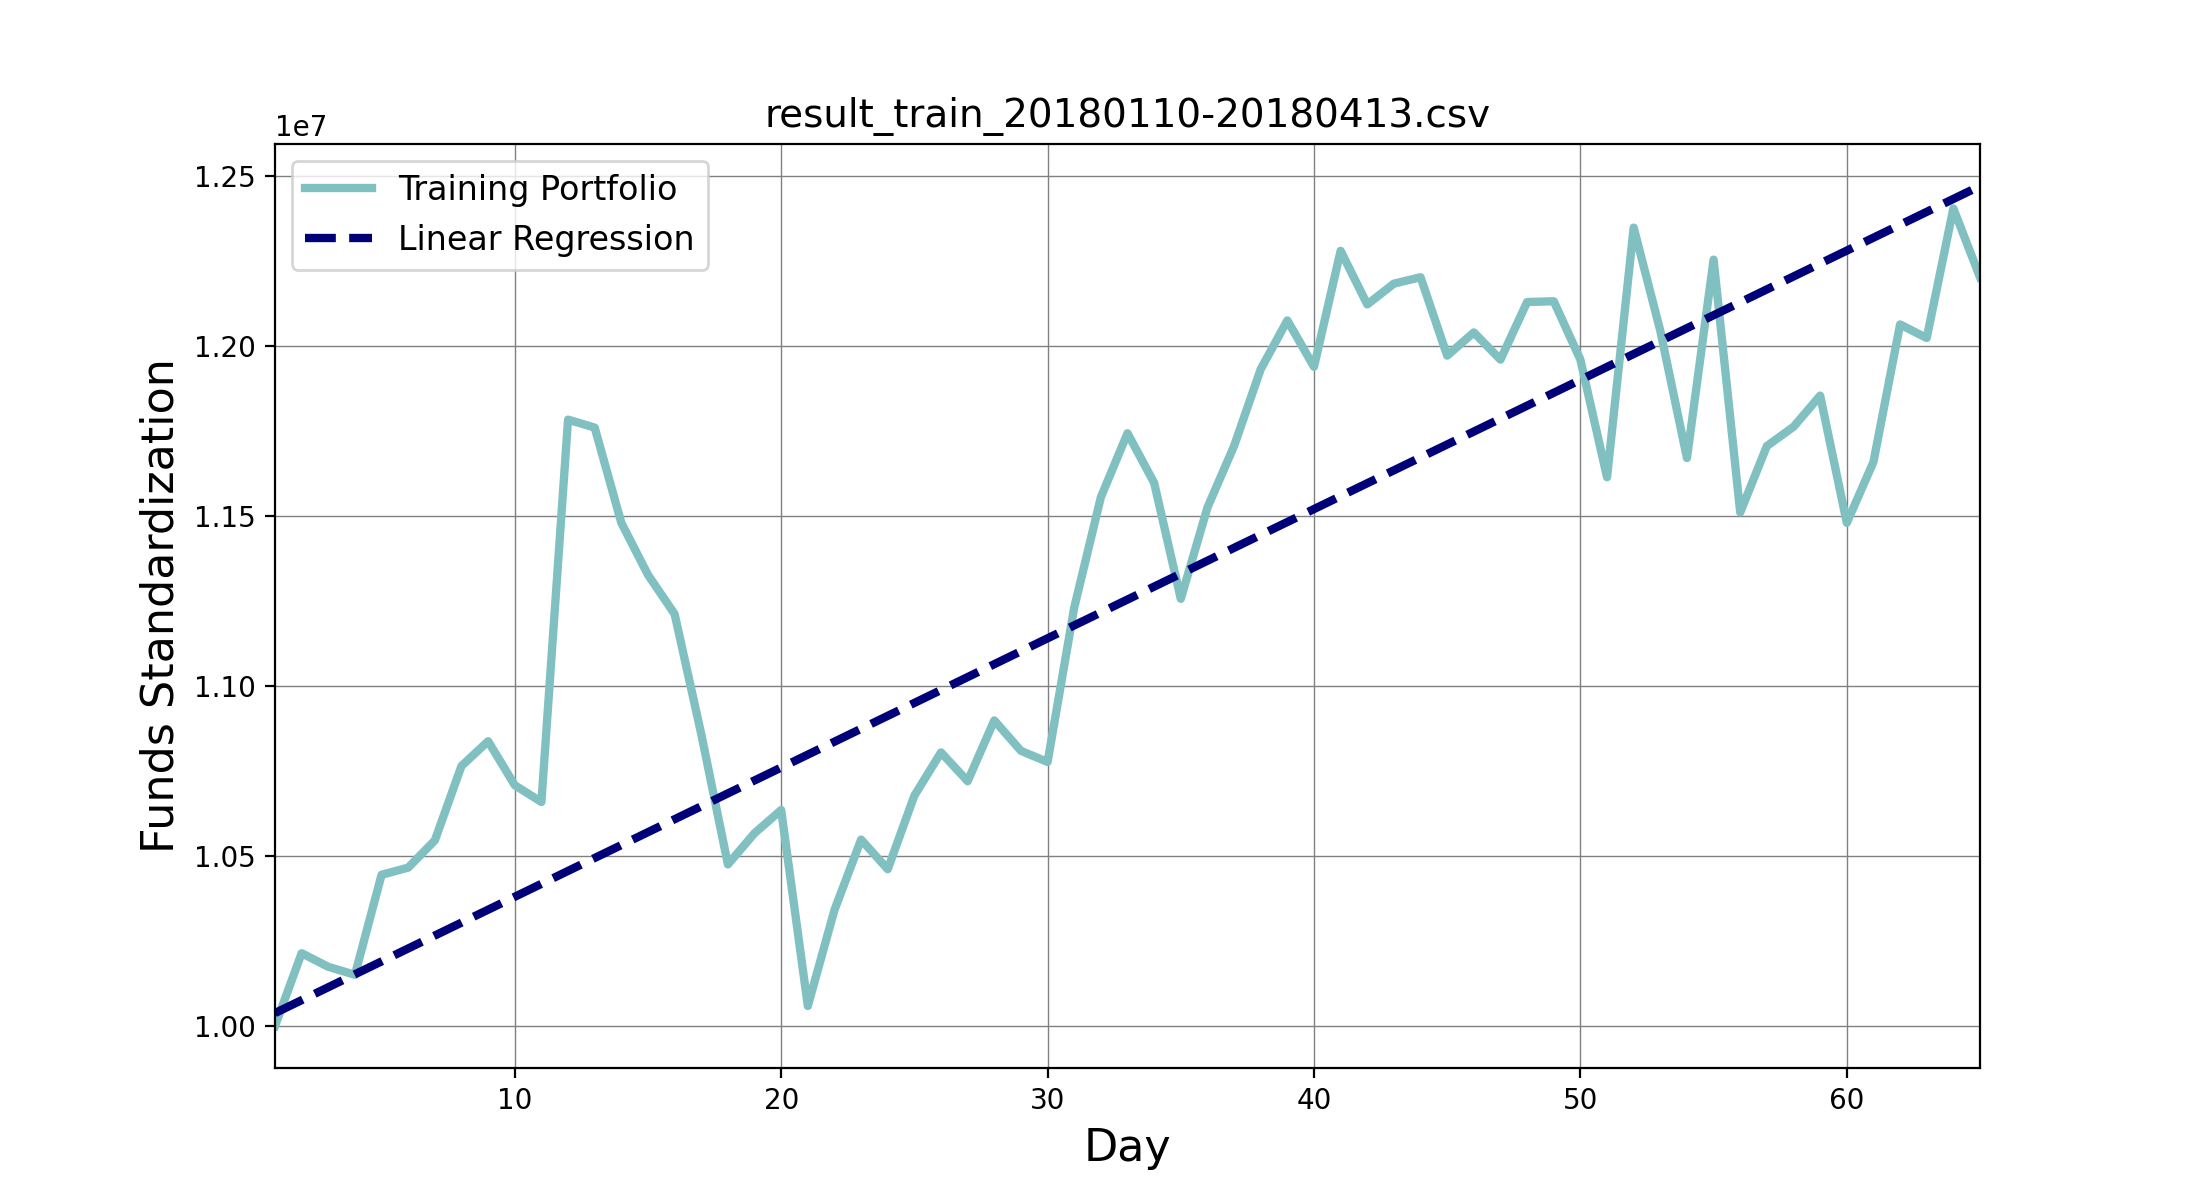 result_train_20180110-20180413.csv
1e7
Training Portfolio
Linear Regression
Funds Standardization
1.25
1.20
1.15
1.10
1.05
1.00
10 20 30 40 50 60
Day